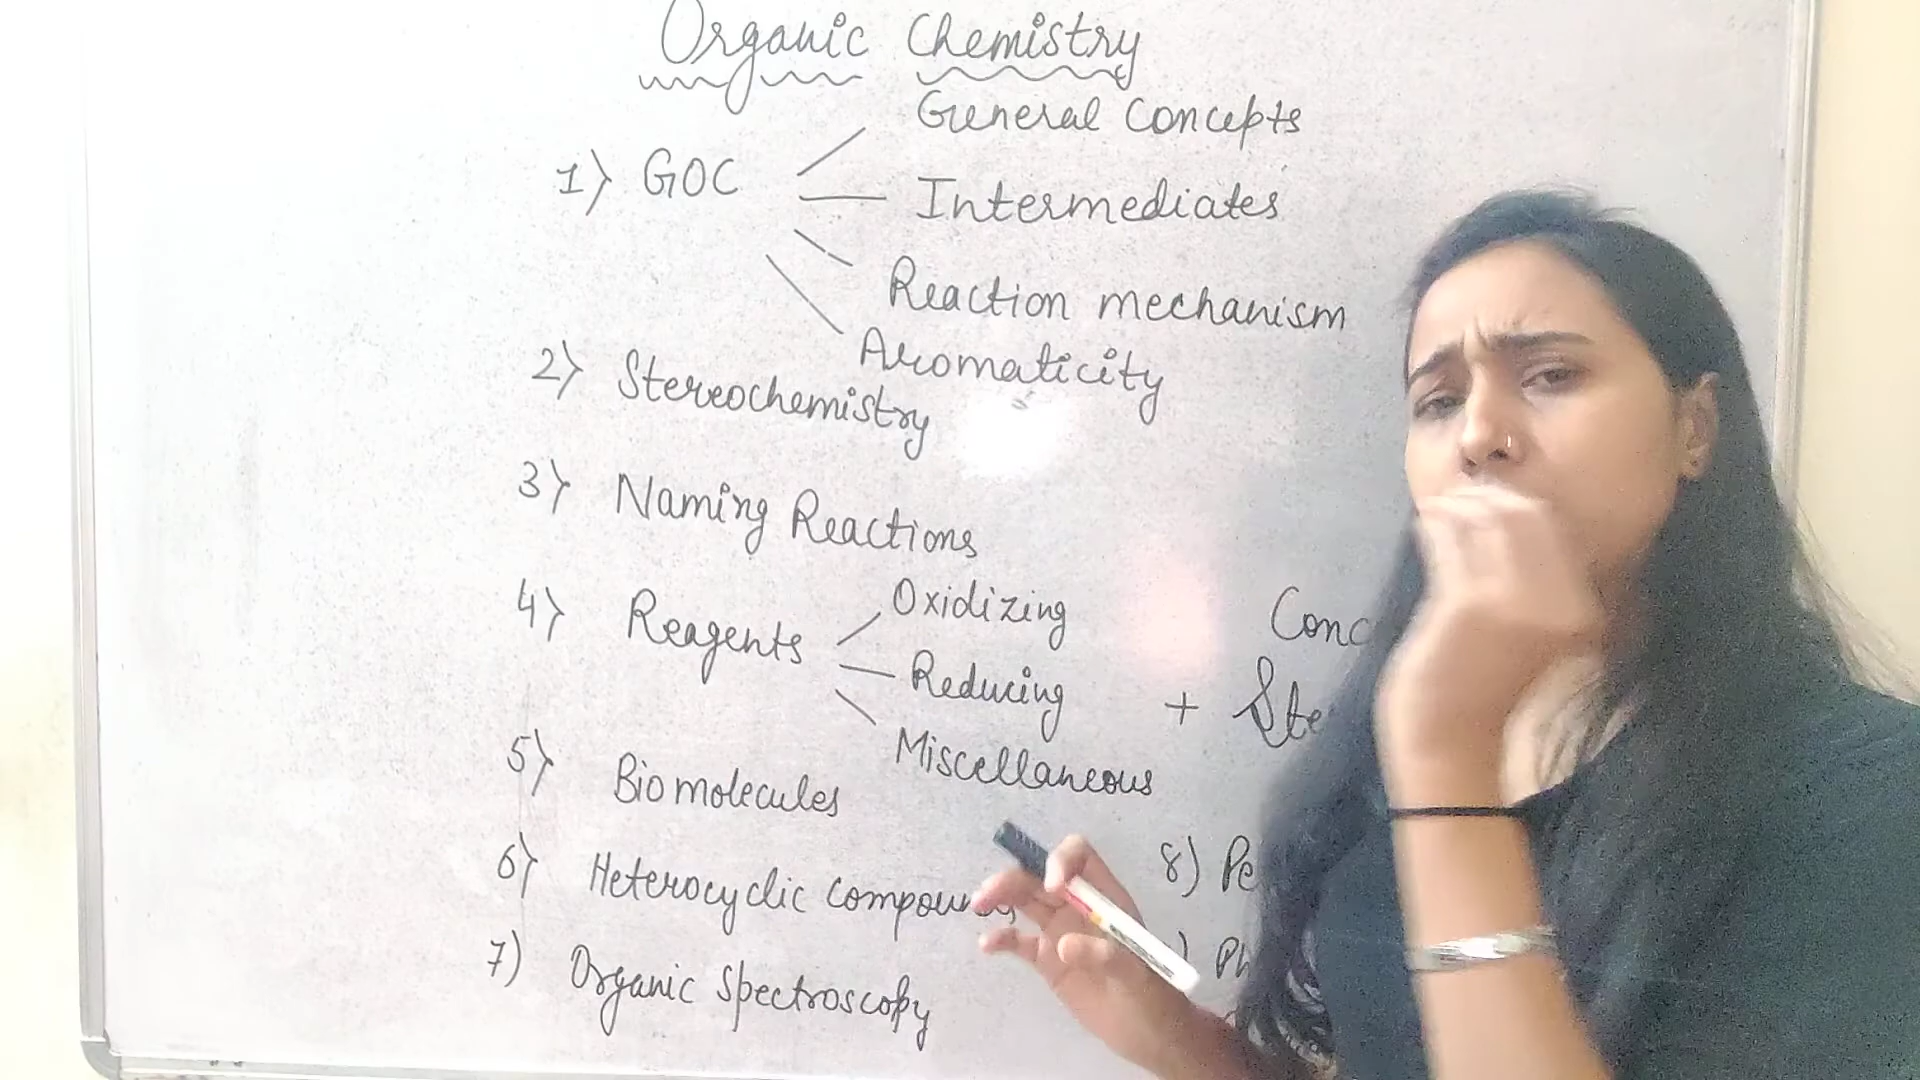 Organic Chemistry
1) GOC
General Concepts
Intermediates
Reaction mechanism
Aromaticity
2) Stereochemistry
3) Naming Reactions
4) Reagents
Oxidizing
Reducing
Miscellaneous
+
5) Biomolecules
6) Heterocyclic Compounds
7) Organic Spectroscopy
8)